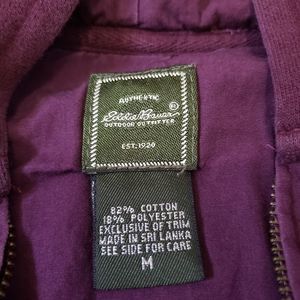 AUTHENTIC
Eddie Bauer ®
OUTDOOR OUTFITTER
EST. 1920
82% COTTON
18% POLYESTER
EXCLUSIVE OF TRIM
MADE IN SRI LANKA
SEE SIDE FOR CARE
M